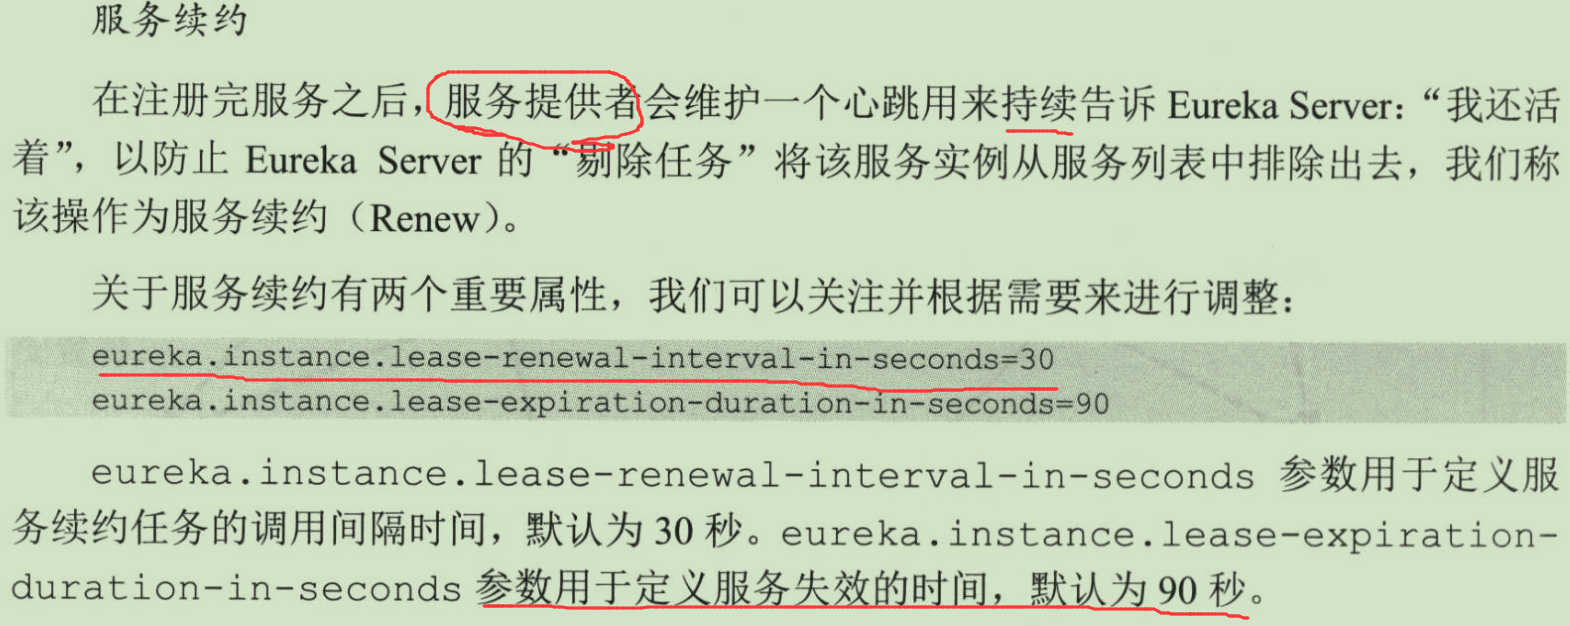 服务续约
在注册完服务之后，服务提供者会维护一个心跳用来持续告诉 Eureka Server：“我还活
着”，以防止 Eureka Server 的“剔除任务”将该服务实例从服务列表中排除出去，我们称
该操作为服务续约（Renew）。
关于服务续约有两个重要属性，我们可以关注并根据需要来进行调整：
eureka.instance.lease-renewal-interval-in-seconds=30
eureka.instance.lease-expiration-duration-in-seconds=90
eureka.instance.lease-renewal-interval-in-seconds 参数用于定义服
务续约任务的调用间隔时间，默认为 30 秒。eureka.instance.lease-expiration-
duration-in-seconds 参数用于定义服务失效的时间，默认为 90 秒。